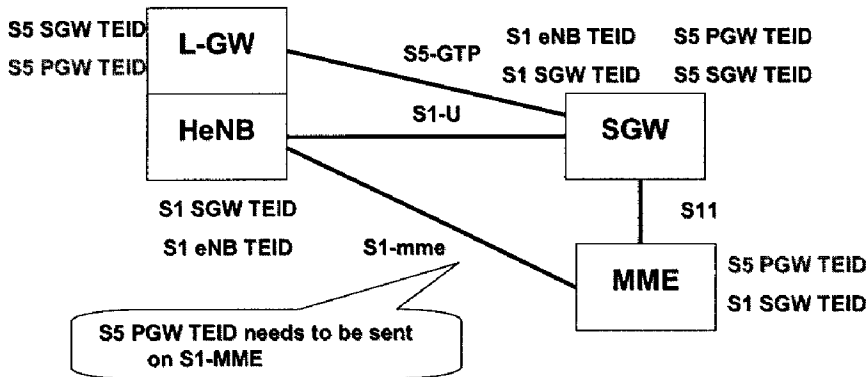 S5 SGW TEID
S5 PGW TEID
L-GW
HeNB
S5-GTP
S1-U
S1 eNB TEID
S1 SGW TEID
S5 PGW TEID
S5 SGW TEID
SGW
S1 SGW TEID
S1 eNB TEID
S1-mme
S11
MME
S5 PGW TEID
S1 SGW TEID
S5 PGW TEID needs to be sent
on S1-MME